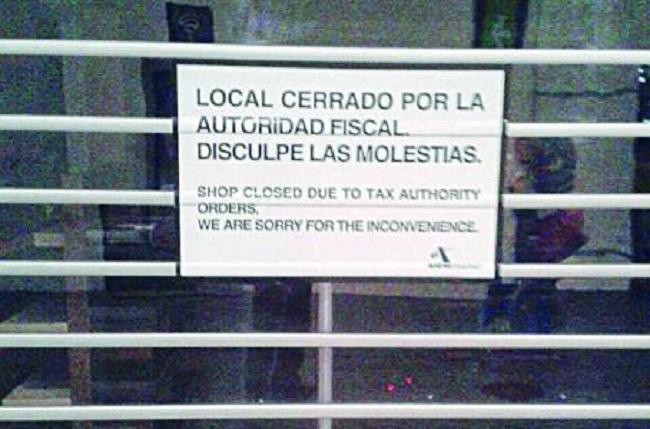 LOCAL CERRADO POR LA
AUTORIDAD FISCAL.
DISCULPE LAS MOLESTIAS.
SHOP CLOSED DUE TO TAX AUTHORITY
ORDERS,
WE ARE SORRY FOR THE INCONVENIENCE.